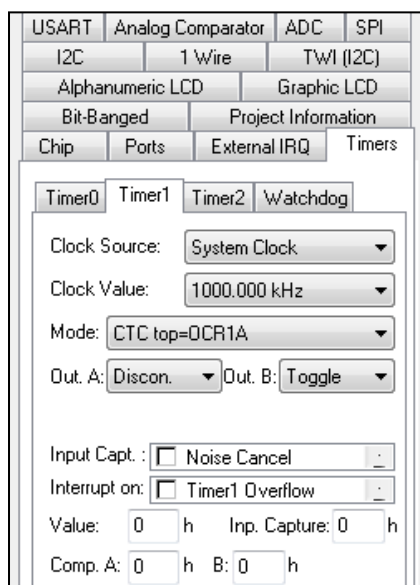 USART Analog Comparator ADC SPI
I2C 1 Wire TWI (I2C)
Alphanumeric LCD Graphic LCD
Bit-Banged Project Information
Chip Ports External IRQ Timers
Timer0 Timer1 Timer2 Watchdog
Clock Source: System Clock
Clock Value: 1000.000 kHz
Mode: CTC top=OCR1A
Out. A: Discon. Out. B: Toggle
Input Capt. : Noise Cancel
Interrupt on: Timer1 Overflow
Value: 0 h Inp. Capture: 0 h
Comp. A: 0 h B: 0 h